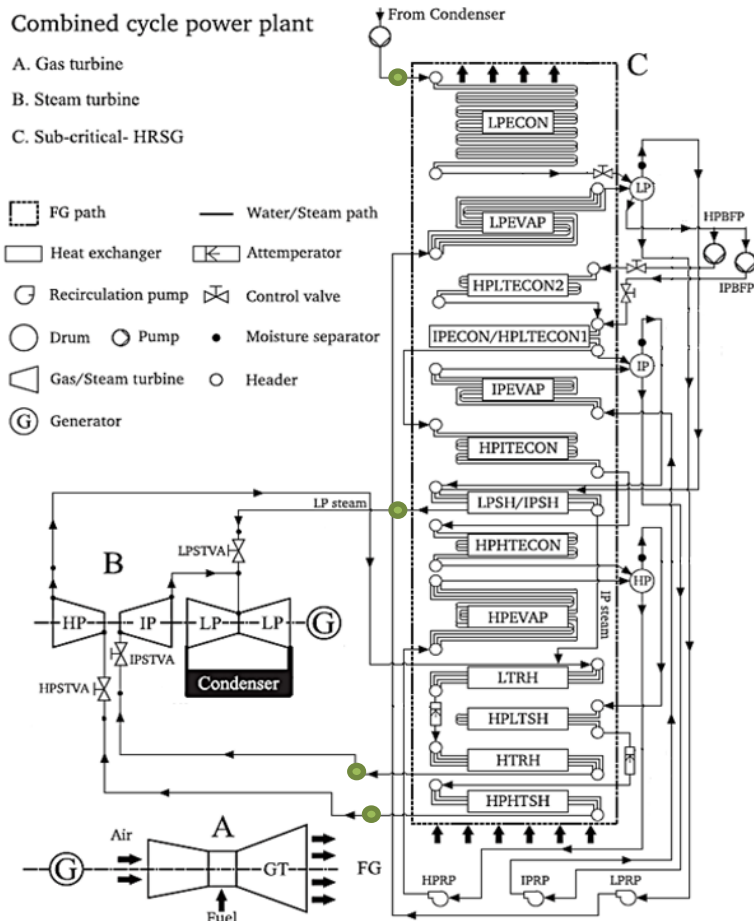 Combined cycle power plant
A. Gas turbine
B. Steam turbine
C. Sub-critical- HRSG
FG path
Water/Steam path
Heat exchanger
Attemperator
Recirculation pump
Control valve
Drum
Pump
Moisture separator
Gas/Steam turbine
Header
G
Generator
From Condenser
C
LPECON
LP
LPEVAP
HPBFP
IPBFP
HPLTECON2
IPECON/HPLTECON1
IP
IPEVAP
HPITECON
LPSH/IPSH
LP steam
HPHTECON
HP
HPEVAP
IP steam
LTRH
HPLTSH
HTRH
HPHTSH
B
LPSTVA
HP
IP
LP
LP
G
IPSTVA
HPSTVA
Condenser
A
Air
G
GT
FG
Fuel
HPRP
IPRP
LPRP